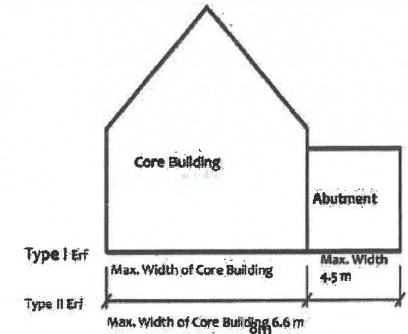 Core Building
Abutment
Type I Erf
Max. Width of Core Building
Max. Width
4.5 m
Type II Erf
Max. Width of Core Building 6.6 m
8m